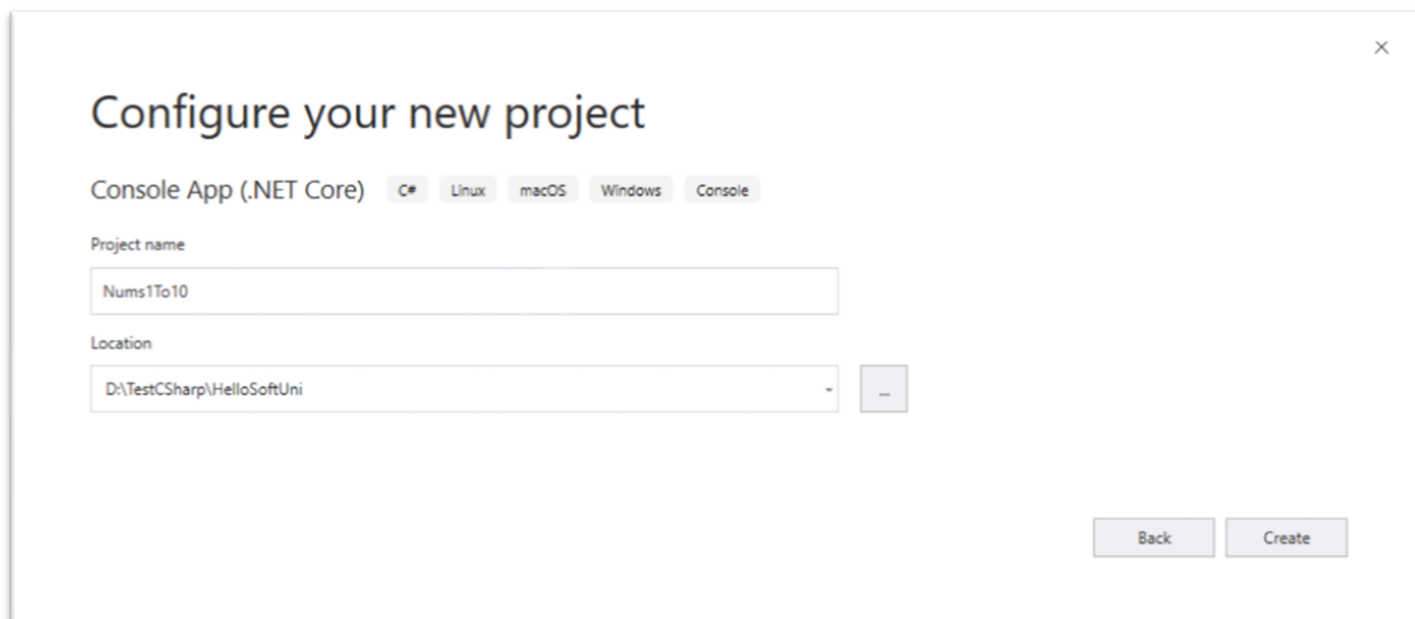 Configure your new project
Console App (.NET Core) C# Linux macOS Windows Console
Project name
Nums1To10
Location
D:\TestCSharp\HelloSoftUni
...
Back Create